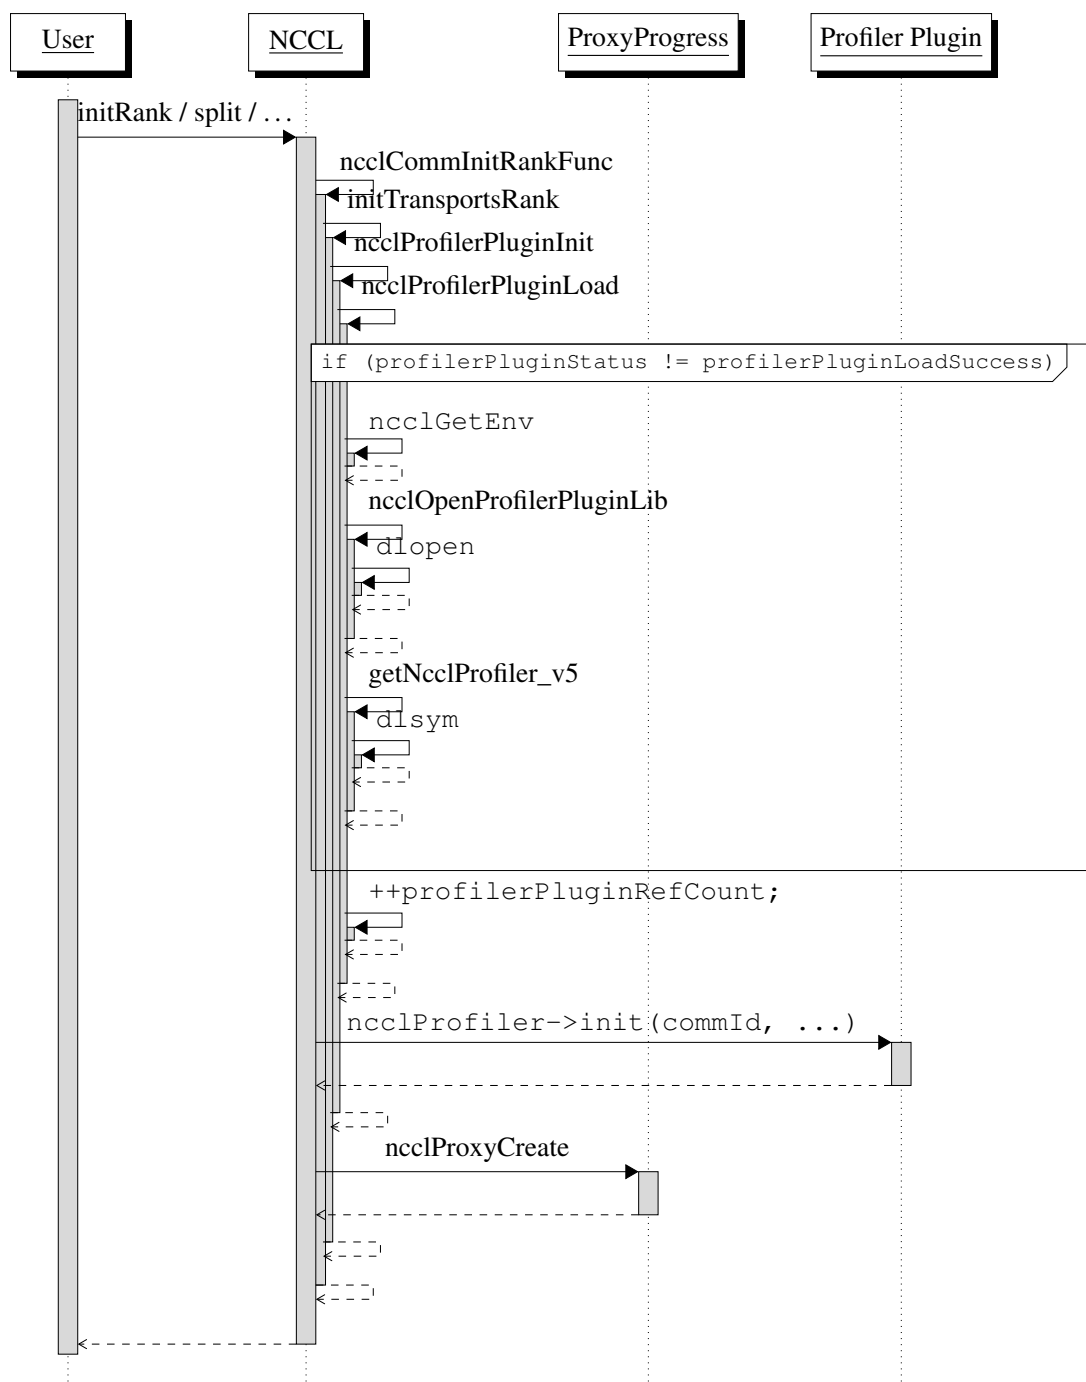 User
NCCL
ProxyProgress
Profiler Plugin
initRank / split / ...
ncclCommInitRankFunc
initTransportsRank
ncclProfilerPluginInit
ncclProfilerPluginLoad
if (profilerPluginStatus != profilerPluginLoadSuccess)
ncclGetEnv
ncclOpenProfilerPluginLib
dlopen
getNcclProfiler_v5
dlsym
++profilerPluginRefCount;
ncclProfiler->init(commId, ...)
ncclProxyCreate